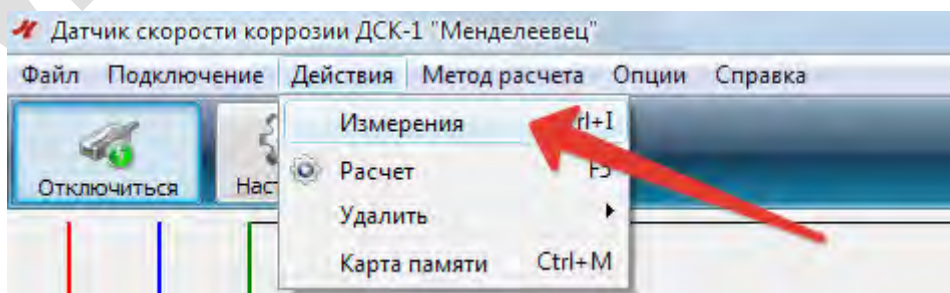 Датчик скорости коррозии ДСК-1 "Менделеевец"
Файл Подключение Действия Метод расчета Опции Справка
Измерения
Расчет
Отключиться
Удалить
Карта памяти Ctrl+M